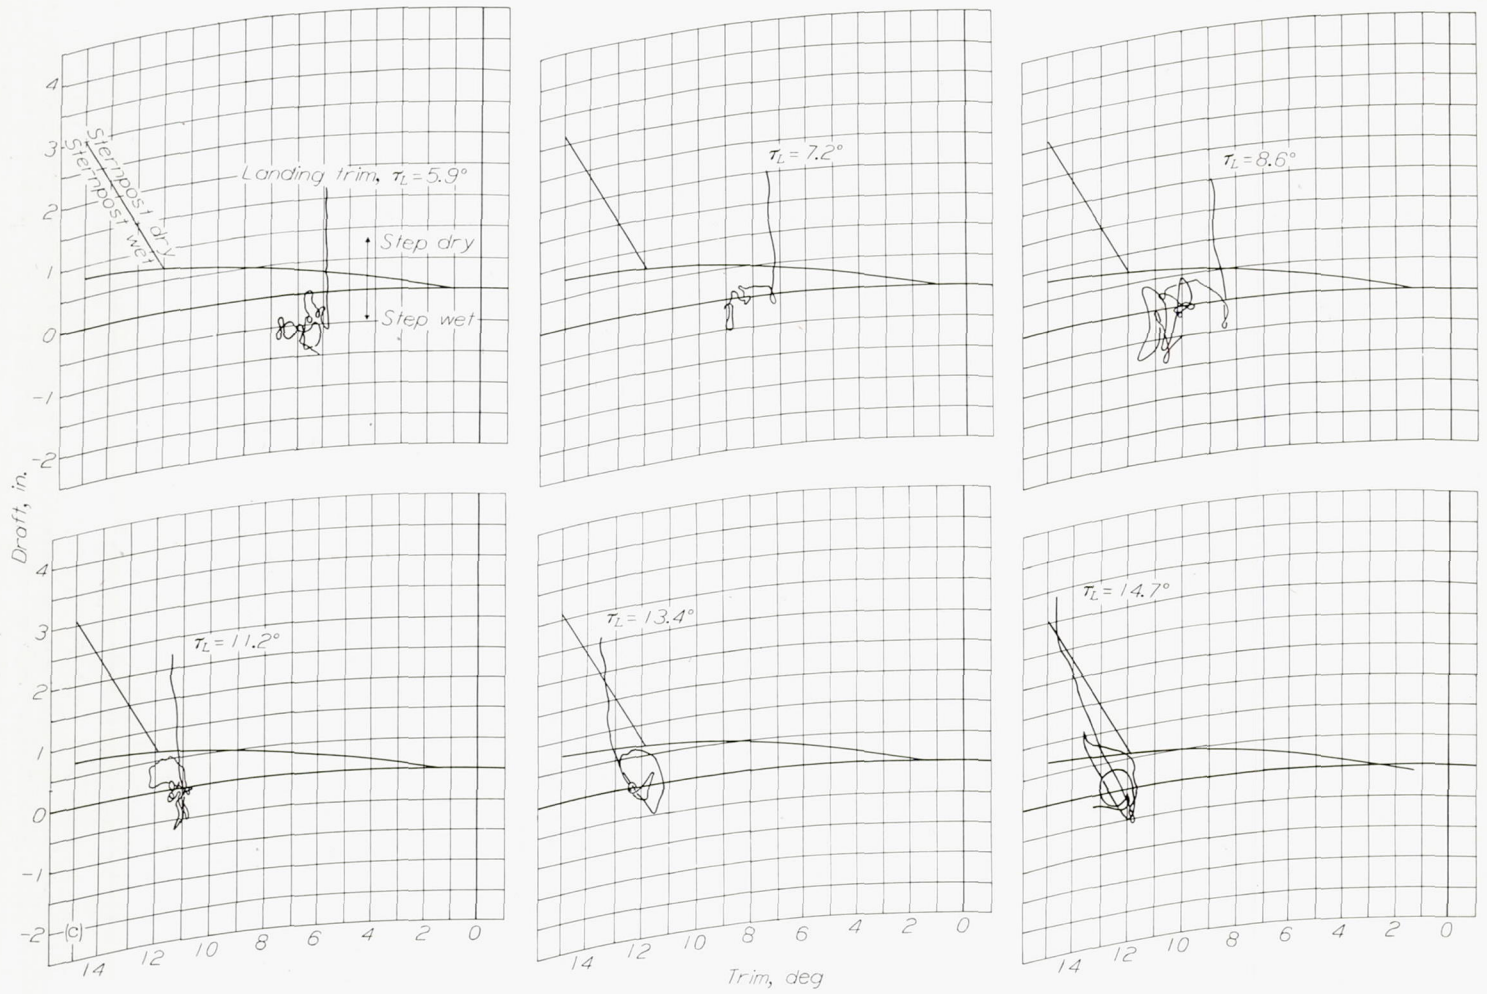 4
3
2
1
0
-1
-2
Sternpost dry
Sternpost wet
Landing trim, τL=5.9°
Step dry
Step wet
τL=7.2°
τL=8.6°
Draft, in.
4
3
2
1
0
-1
-2
(c)
τL=11.2°
τL=13.4°
τL=14.7°
14 12 10 8 6 4 2 0
14 12 10 8 6 4 2 0
14 12 10 8 6 4 2 0
Trim, deg